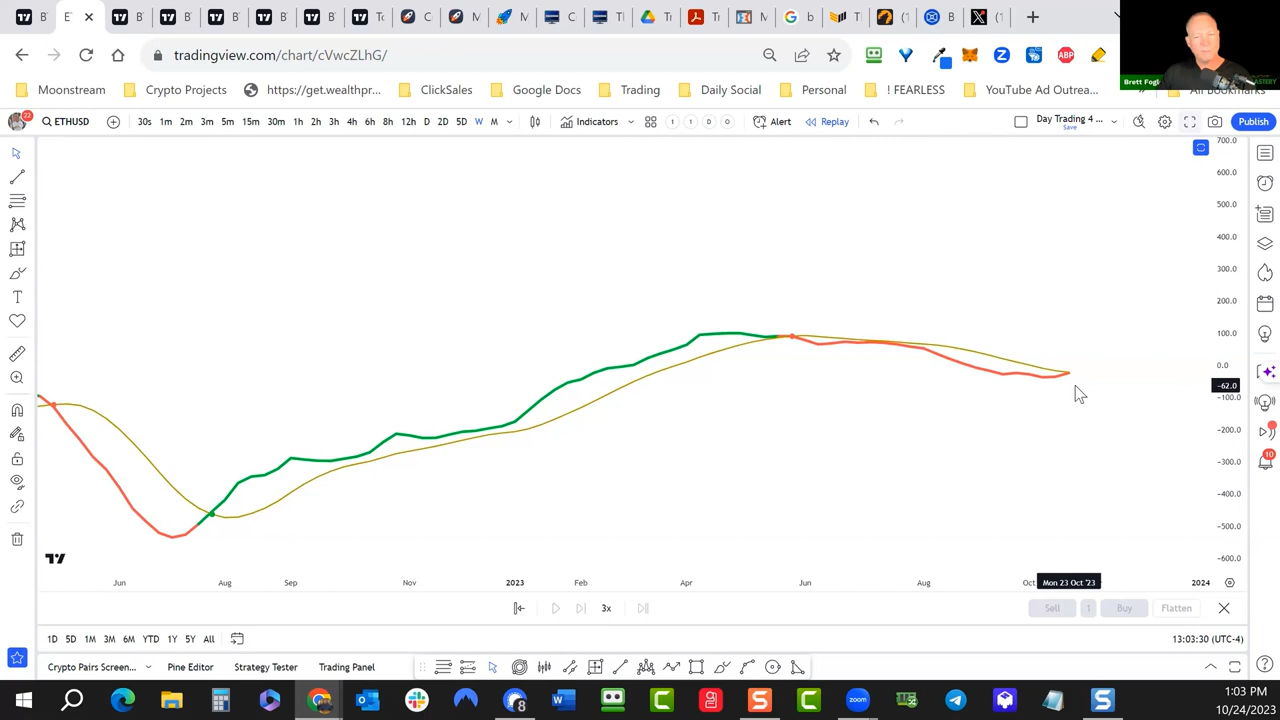 tradingview.com/chart/cVwcZLhG/
Moonstream Crypto Projects https://get.wealthpr... ClickSales Google Docs Trading Daily Social Personal ! FEARLESS YouTube Ad Outrea... All Bookmarks
Brett Fogl
22 ETHUSD 30s 1m 2m 3m 5m 15m 30m 1h 2h 3h 4h 6h 8h 12h D 2D 5D W M Indicators Alert Replay Day Trading 4 ... Save Publish
700.0
600.0
500.0
400.0
300.0
200.0
100.0
0.0
−62.0
−100.0
−200.0
−300.0
−400.0
−500.0
−600.0
10
Jun Aug Sep Nov 2023 Feb Apr Jun Aug Oct Mon 23 Oct '23 2024
3x Sell 1 Buy Flatten
1D 5D 1M 3M 6M YTD 1Y 5Y All 13:03:30 (UTC-4)
Crypto Pairs Screen... Pine Editor Strategy Tester Trading Panel
zoom
1:03 PM
10/24/2023